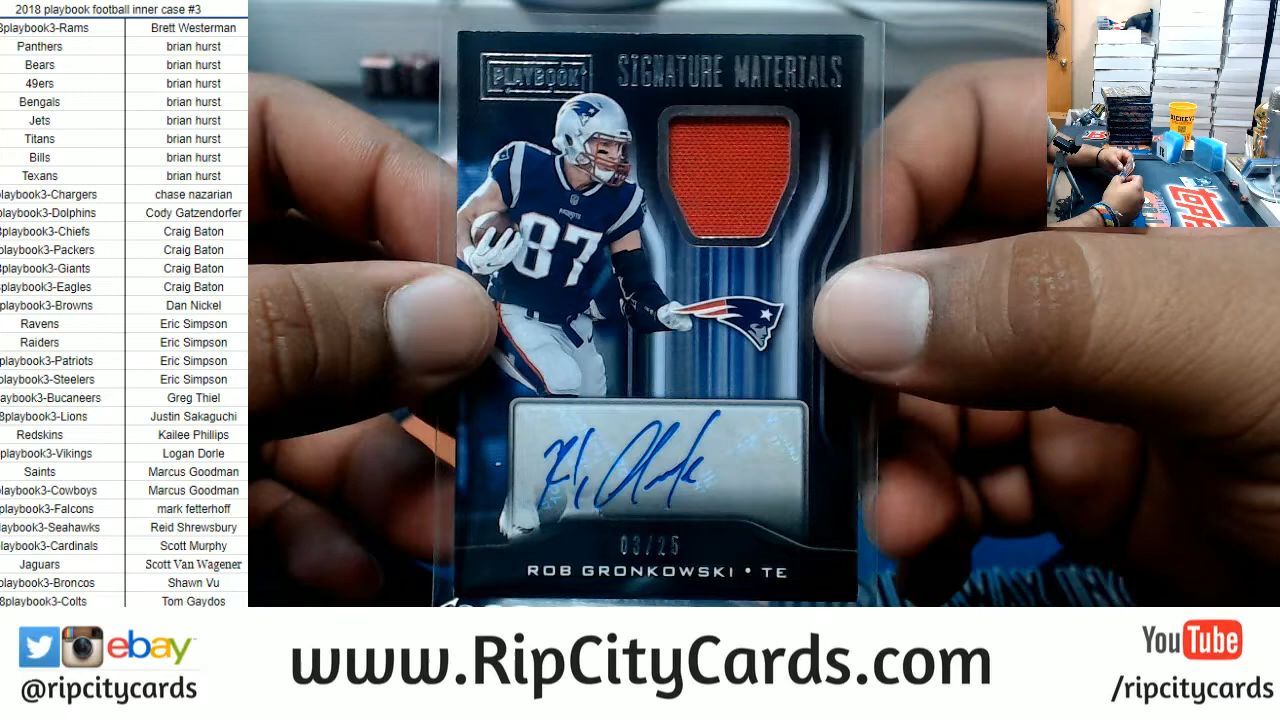 2018 playbook football inner case #3
playbook3-Rams Brett Westerman
Panthers brian hurst
Bears brian hurst
49ers brian hurst
Bengals brian hurst
Jets brian hurst
Titans brian hurst
Bills brian hurst
Texans brian hurst
playbook3-Chargers chase nazarian
playbook3-Dolphins Cody Gatzendorfer
playbook3-Chiefs Craig Baton
playbook3-Packers Craig Baton
playbook3-Giants Craig Baton
playbook3-Eagles Craig Baton
playbook3-Browns Dan Nickel
Ravens Eric Simpson
Raiders Eric Simpson
playbook3-Patriots Eric Simpson
playbook3-Steelers Eric Simpson
aybook3-Bucaneers Greg Thiel
8playbook3-Lions Justin Sakaguchi
Redskins Kailee Phillips
playbook3-Vikings Logan Dorle
Saints Marcus Goodman
playbook3-Cowboys Marcus Goodman
playbook3-Falcons mark fetterhoff
laybook3-Seahawks Reid Shrewsbury
laybook3-Cardinals Scott Murphy
Jaguars Scott Van Wagener
playbook3-Broncos Shawn Vu
8playbook3-Colts Tom Gaydos
PLAYBOOK SIGNATURE MATERIALS
PATRIOTS
87
03/25
ROB GRONKOWSKI • TE
ebay
@ripcitycards
www.RipCityCards.com
YouTube
/ripcitycards